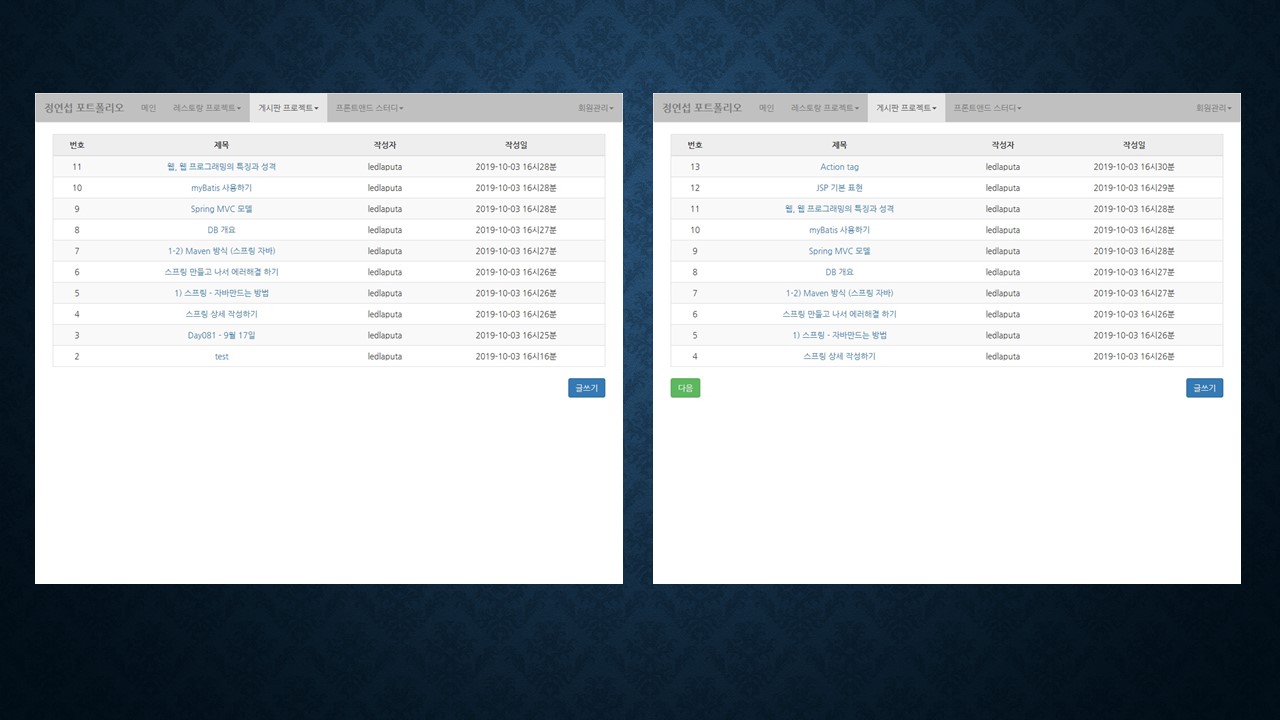 정연섭 포트폴리오 메인 레스토랑 프로젝트 게시판 프로젝트 프론트앤드 스터디 회원관리
번호 제목 작성자 작성일
11 웹, 웹 프로그래밍의 특징과 성격 ledlaputa 2019-10-03 16시28분
10 myBatis 사용하기 ledlaputa 2019-10-03 16시28분
9 Spring MVC 모델 ledlaputa 2019-10-03 16시28분
8 DB 개요 ledlaputa 2019-10-03 16시27분
7 1-2) Maven 방식 (스프링 자바) ledlaputa 2019-10-03 16시27분
6 스프링 만들고 나서 에러해결 하기 ledlaputa 2019-10-03 16시26분
5 1) 스프링 - 자바만드는 방법 ledlaputa 2019-10-03 16시26분
4 스프링 상세 작성하기 ledlaputa 2019-10-03 16시26분
3 Day081 - 9월 17일 ledlaputa 2019-10-03 16시25분
2 test ledlaputa 2019-10-03 16시16분
글쓰기
정연섭 포트폴리오 메인 레스토랑 프로젝트 게시판 프로젝트 프론트앤드 스터디 회원관리
번호 제목 작성자 작성일
13 Action tag ledlaputa 2019-10-03 16시30분
12 JSP 기본 표현 ledlaputa 2019-10-03 16시29분
11 웹, 웹 프로그래밍의 특징과 성격 ledlaputa 2019-10-03 16시28분
10 myBatis 사용하기 ledlaputa 2019-10-03 16시28분
9 Spring MVC 모델 ledlaputa 2019-10-03 16시28분
8 DB 개요 ledlaputa 2019-10-03 16시27분
7 1-2) Maven 방식 (스프링 자바) ledlaputa 2019-10-03 16시27분
6 스프링 만들고 나서 에러해결 하기 ledlaputa 2019-10-03 16시26분
5 1) 스프링 - 자바만드는 방법 ledlaputa 2019-10-03 16시26분
4 스프링 상세 작성하기 ledlaputa 2019-10-03 16시26분
다음 글쓰기